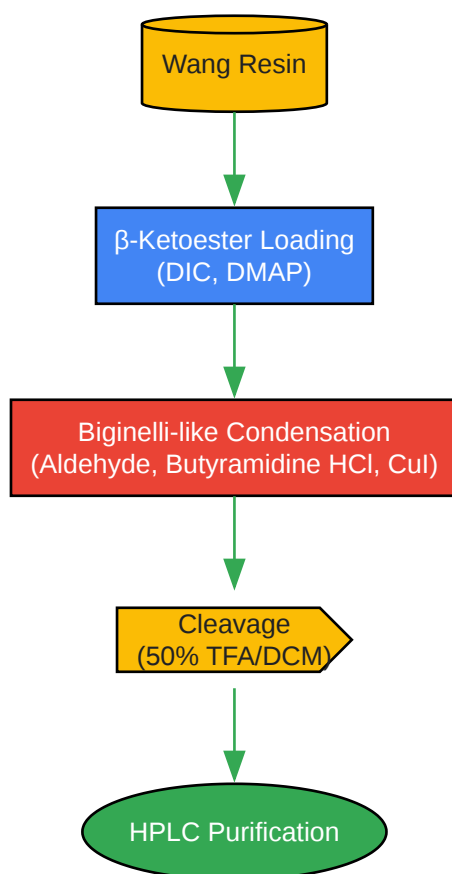 Wang Resin
β-Ketoester Loading
(DIC, DMAP)
Biginelli-like Condensation
(Aldehyde, Butyramidine HCl, CuI)
Cleavage
(50% TFA/DCM)
HPLC Purification